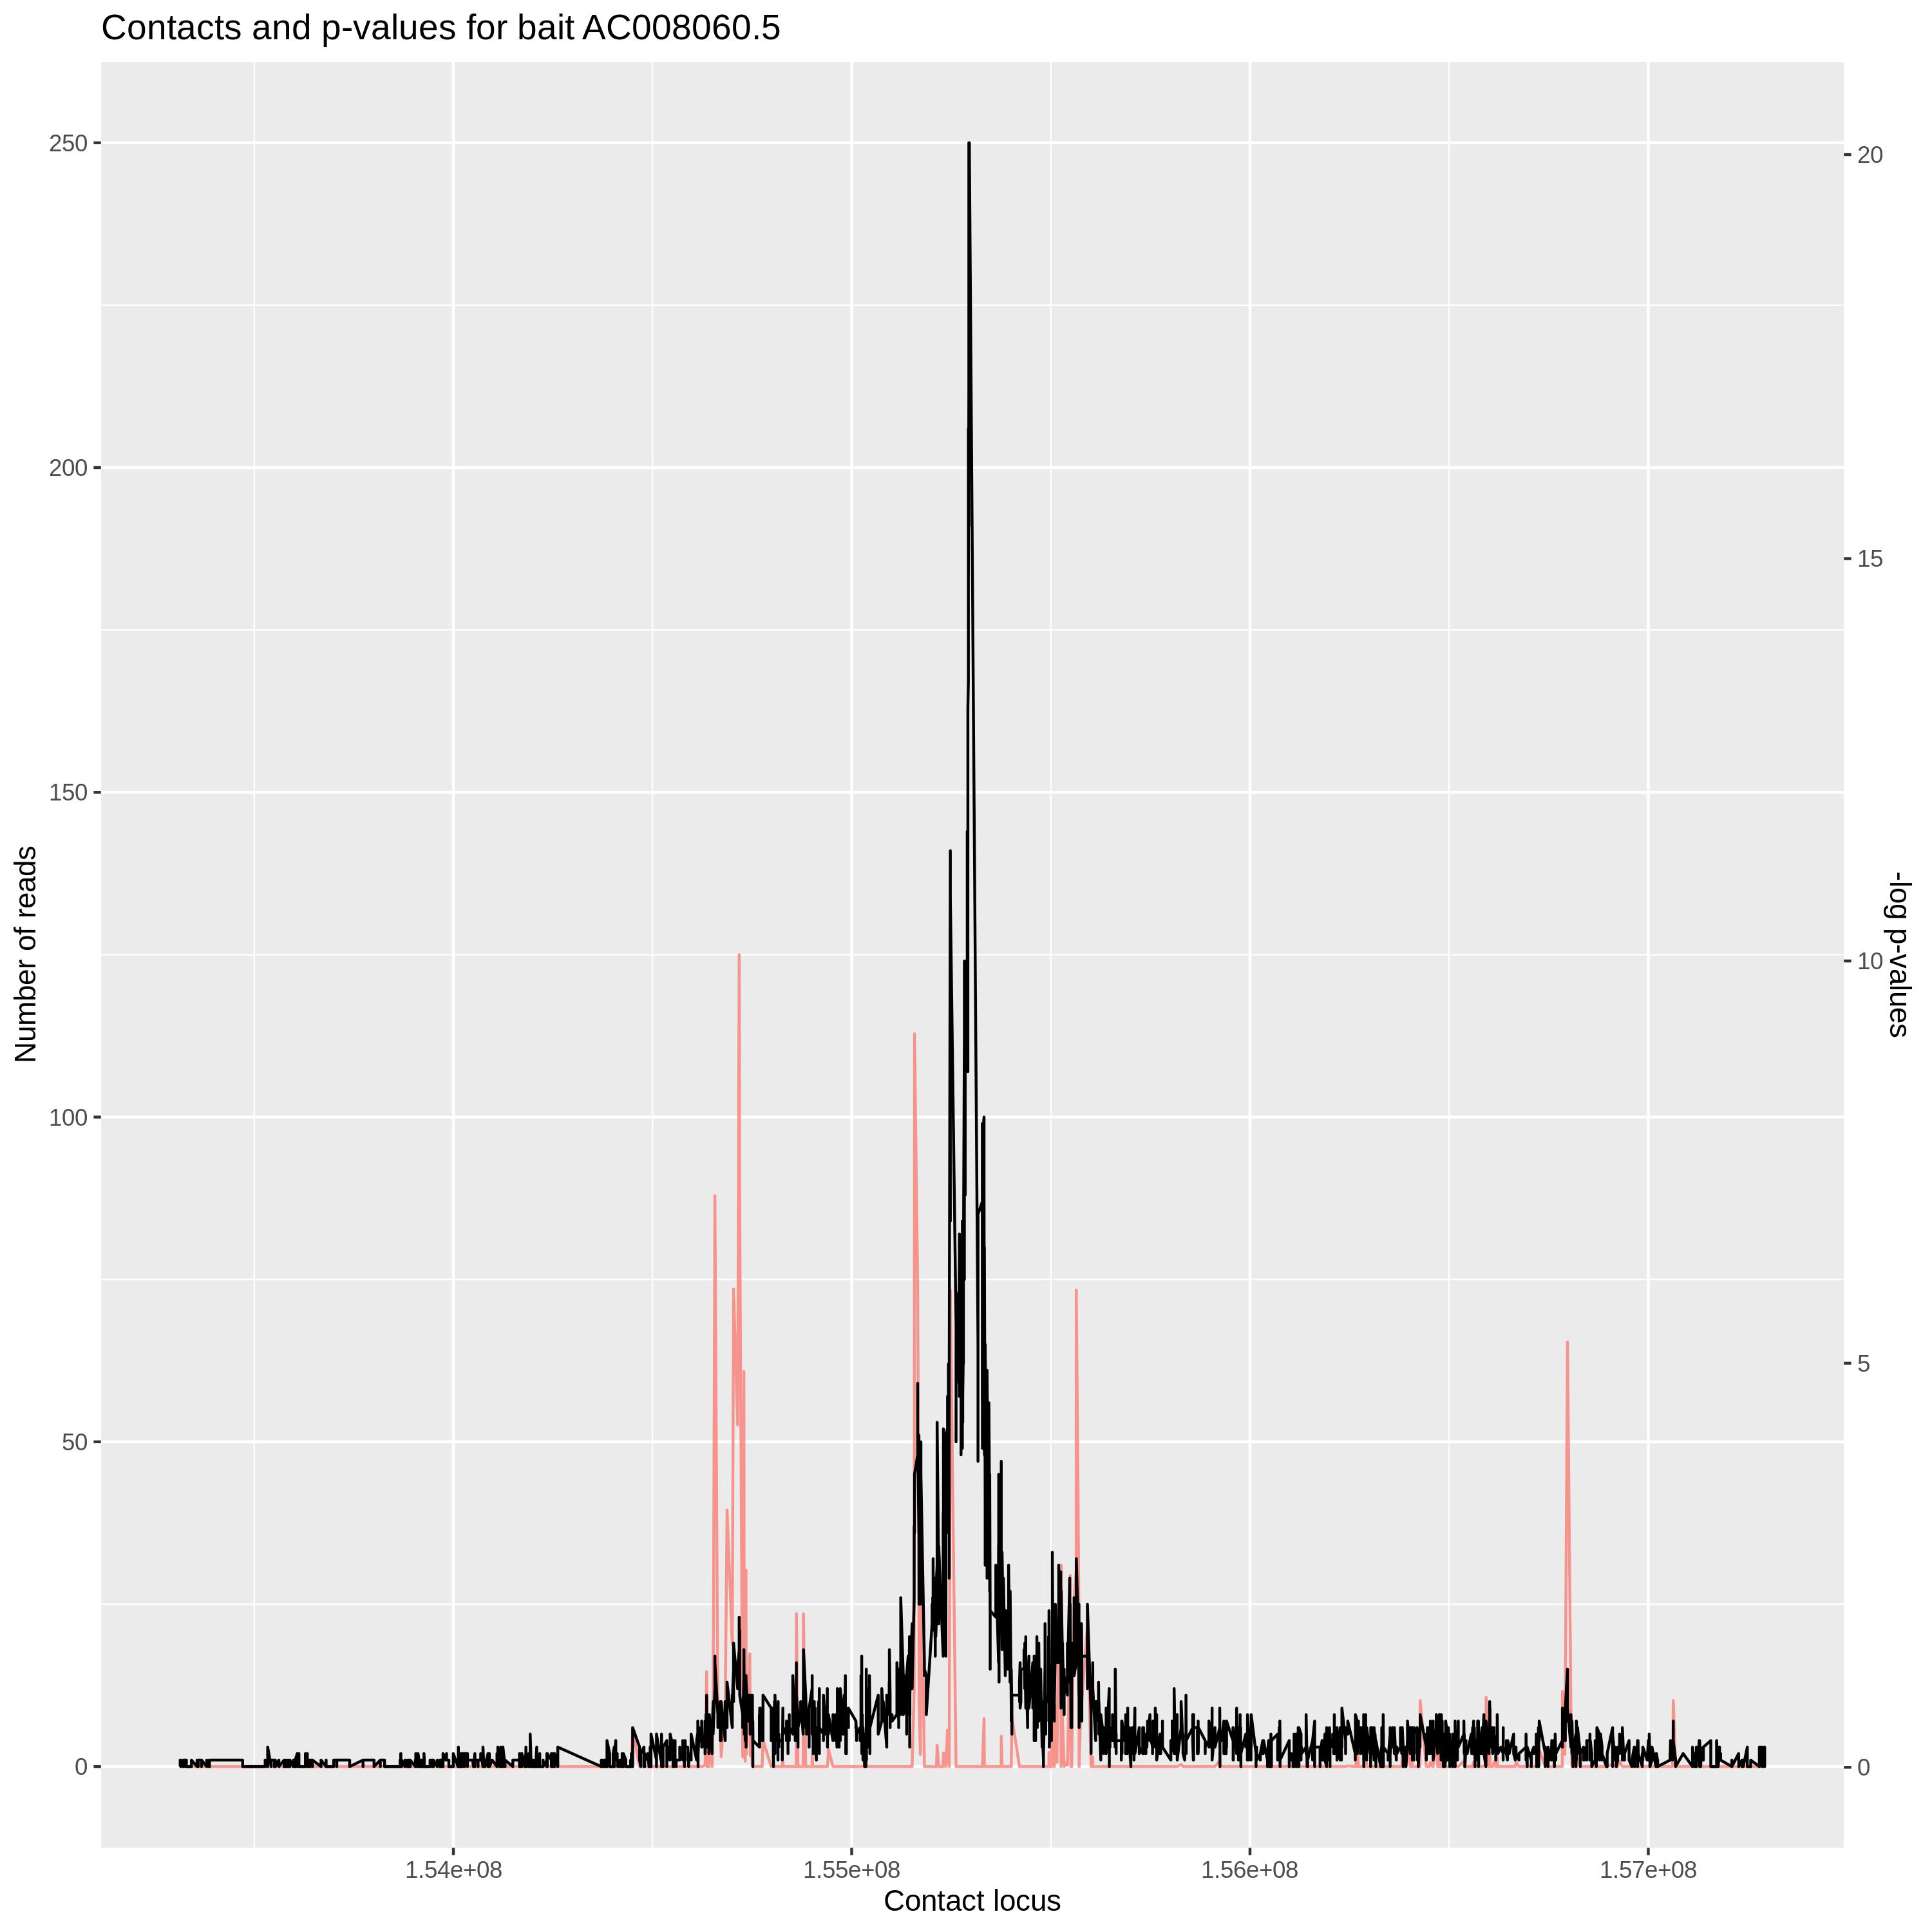 Contacts and p-values for bait AC008060.5
250
200
150
100
50
0
20
15
10
5
0
Number of reads
-log p-values
1.54e+08
1.55e+08
1.56e+08
1.57e+08
Contact locus